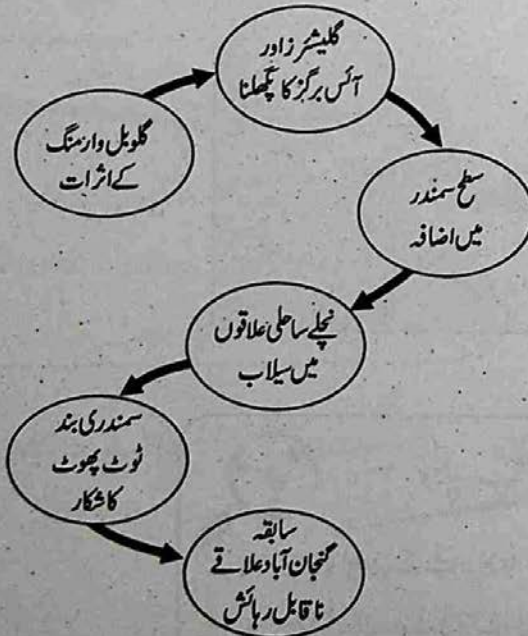 گلیشئرز اور
آئس برگز کا پگھلنا
گلوبل وارمنگ
کے اثرات
سطح سمندر
میں اضافہ
نچلے ساحلی علاقوں
میں سیلاب
سمندری بند
ٹوٹ پھوٹ
کا شکار
سابقہ
گنجان آباد علاقے
ناقابل رہائش